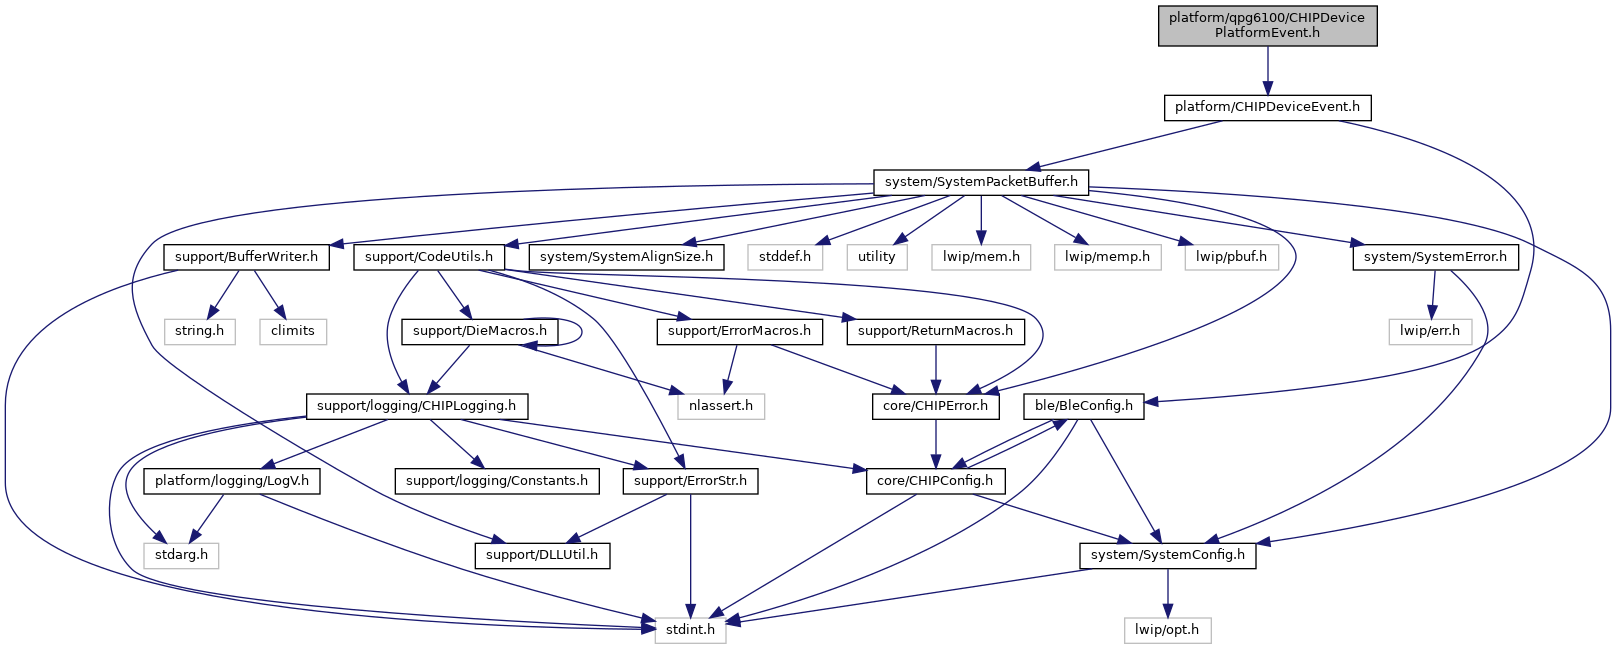 platform/qpg6100/CHIPDevice
PlatformEvent.h
platform/CHIPDeviceEvent.h
system/SystemPacketBuffer.h
support/BufferWriter.h
support/CodeUtils.h
system/SystemAlignSize.h
stddef.h
utility
lwip/mem.h
lwip/memp.h
lwip/pbuf.h
system/SystemError.h
string.h
climits
support/DieMacros.h
support/ErrorMacros.h
support/ReturnMacros.h
lwip/err.h
support/logging/CHIPLogging.h
nlassert.h
core/CHIPError.h
ble/BleConfig.h
platform/logging/LogV.h
support/logging/Constants.h
support/ErrorStr.h
core/CHIPConfig.h
stdarg.h
support/DLLUtil.h
system/SystemConfig.h
stdint.h
lwip/opt.h